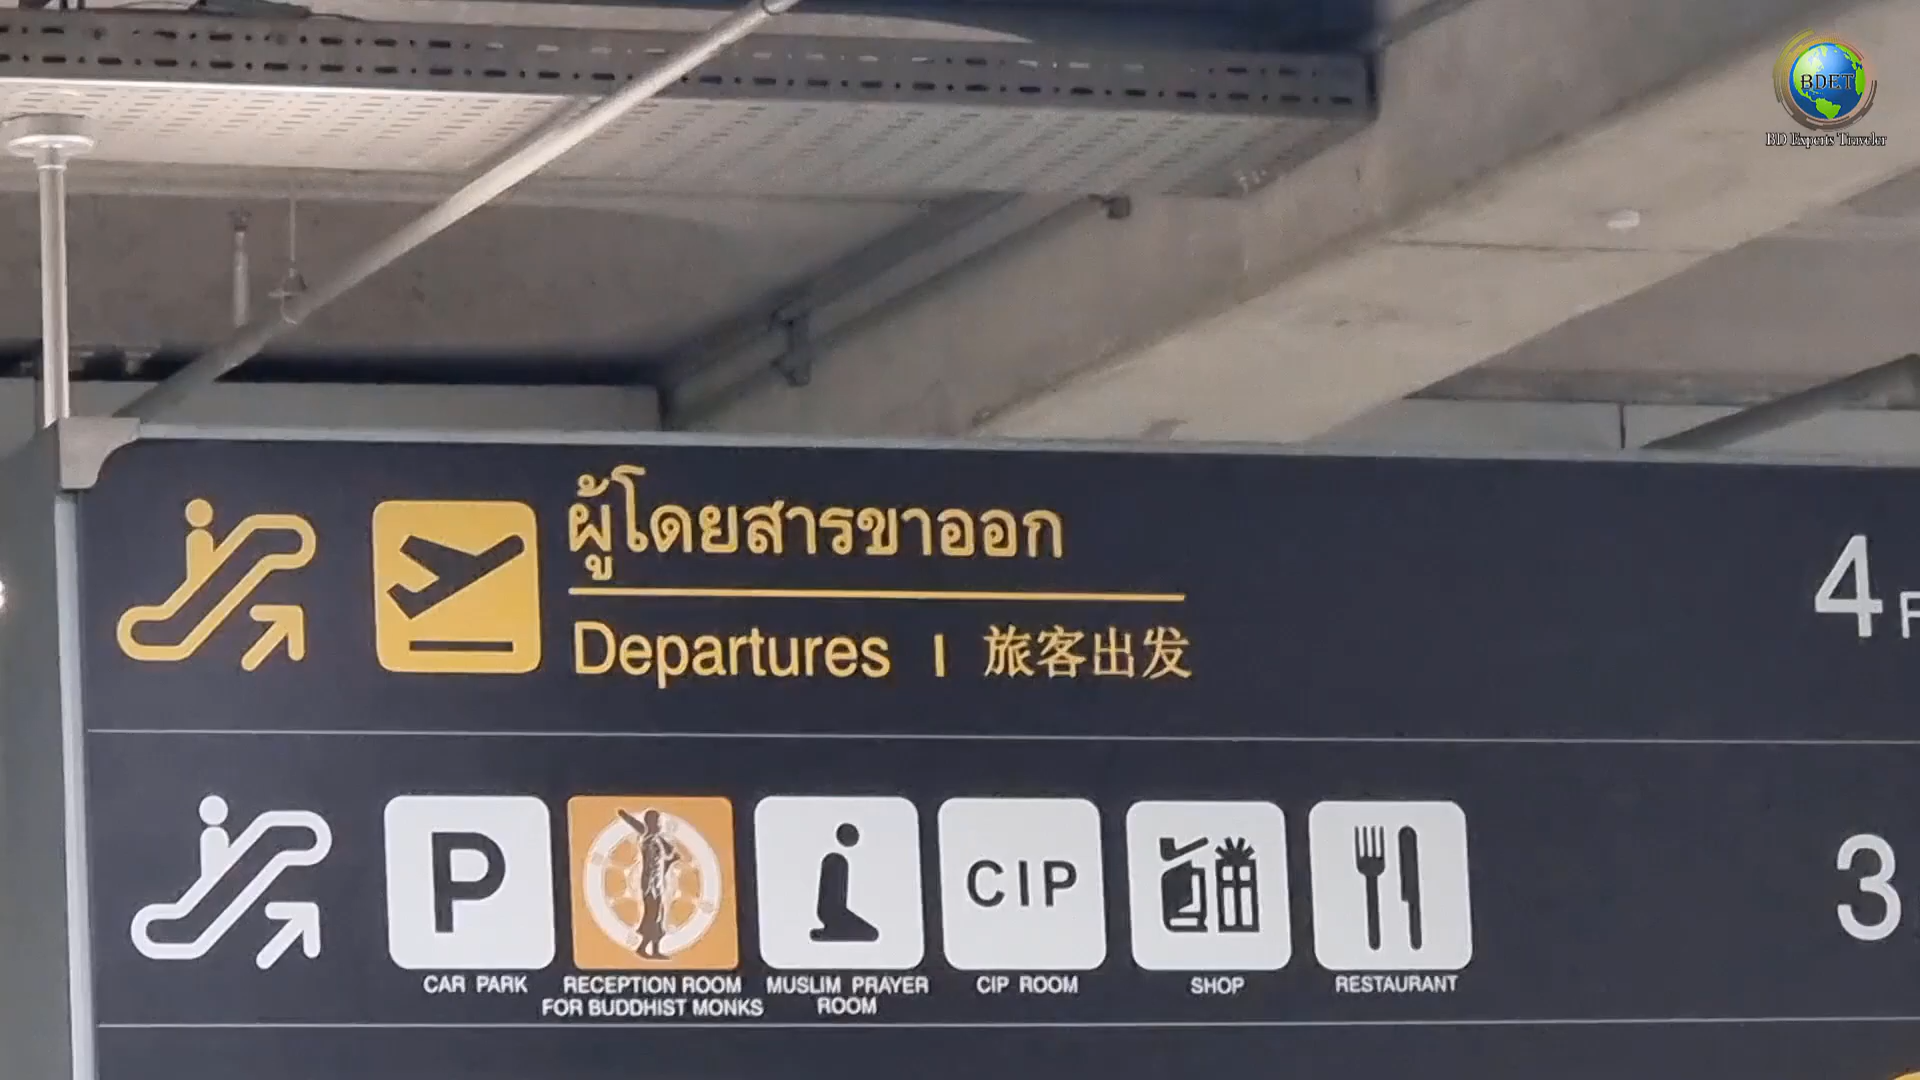 BDET
BD Experts Traveler
ผู้โดยสารขาออก
Departures | 旅客出发
4 F
P
CIP
3
CAR PARK
RECEPTION ROOM
FOR BUDDHIST MONKS
MUSLIM PRAYER
ROOM
CIP ROOM
SHOP
RESTAURANT